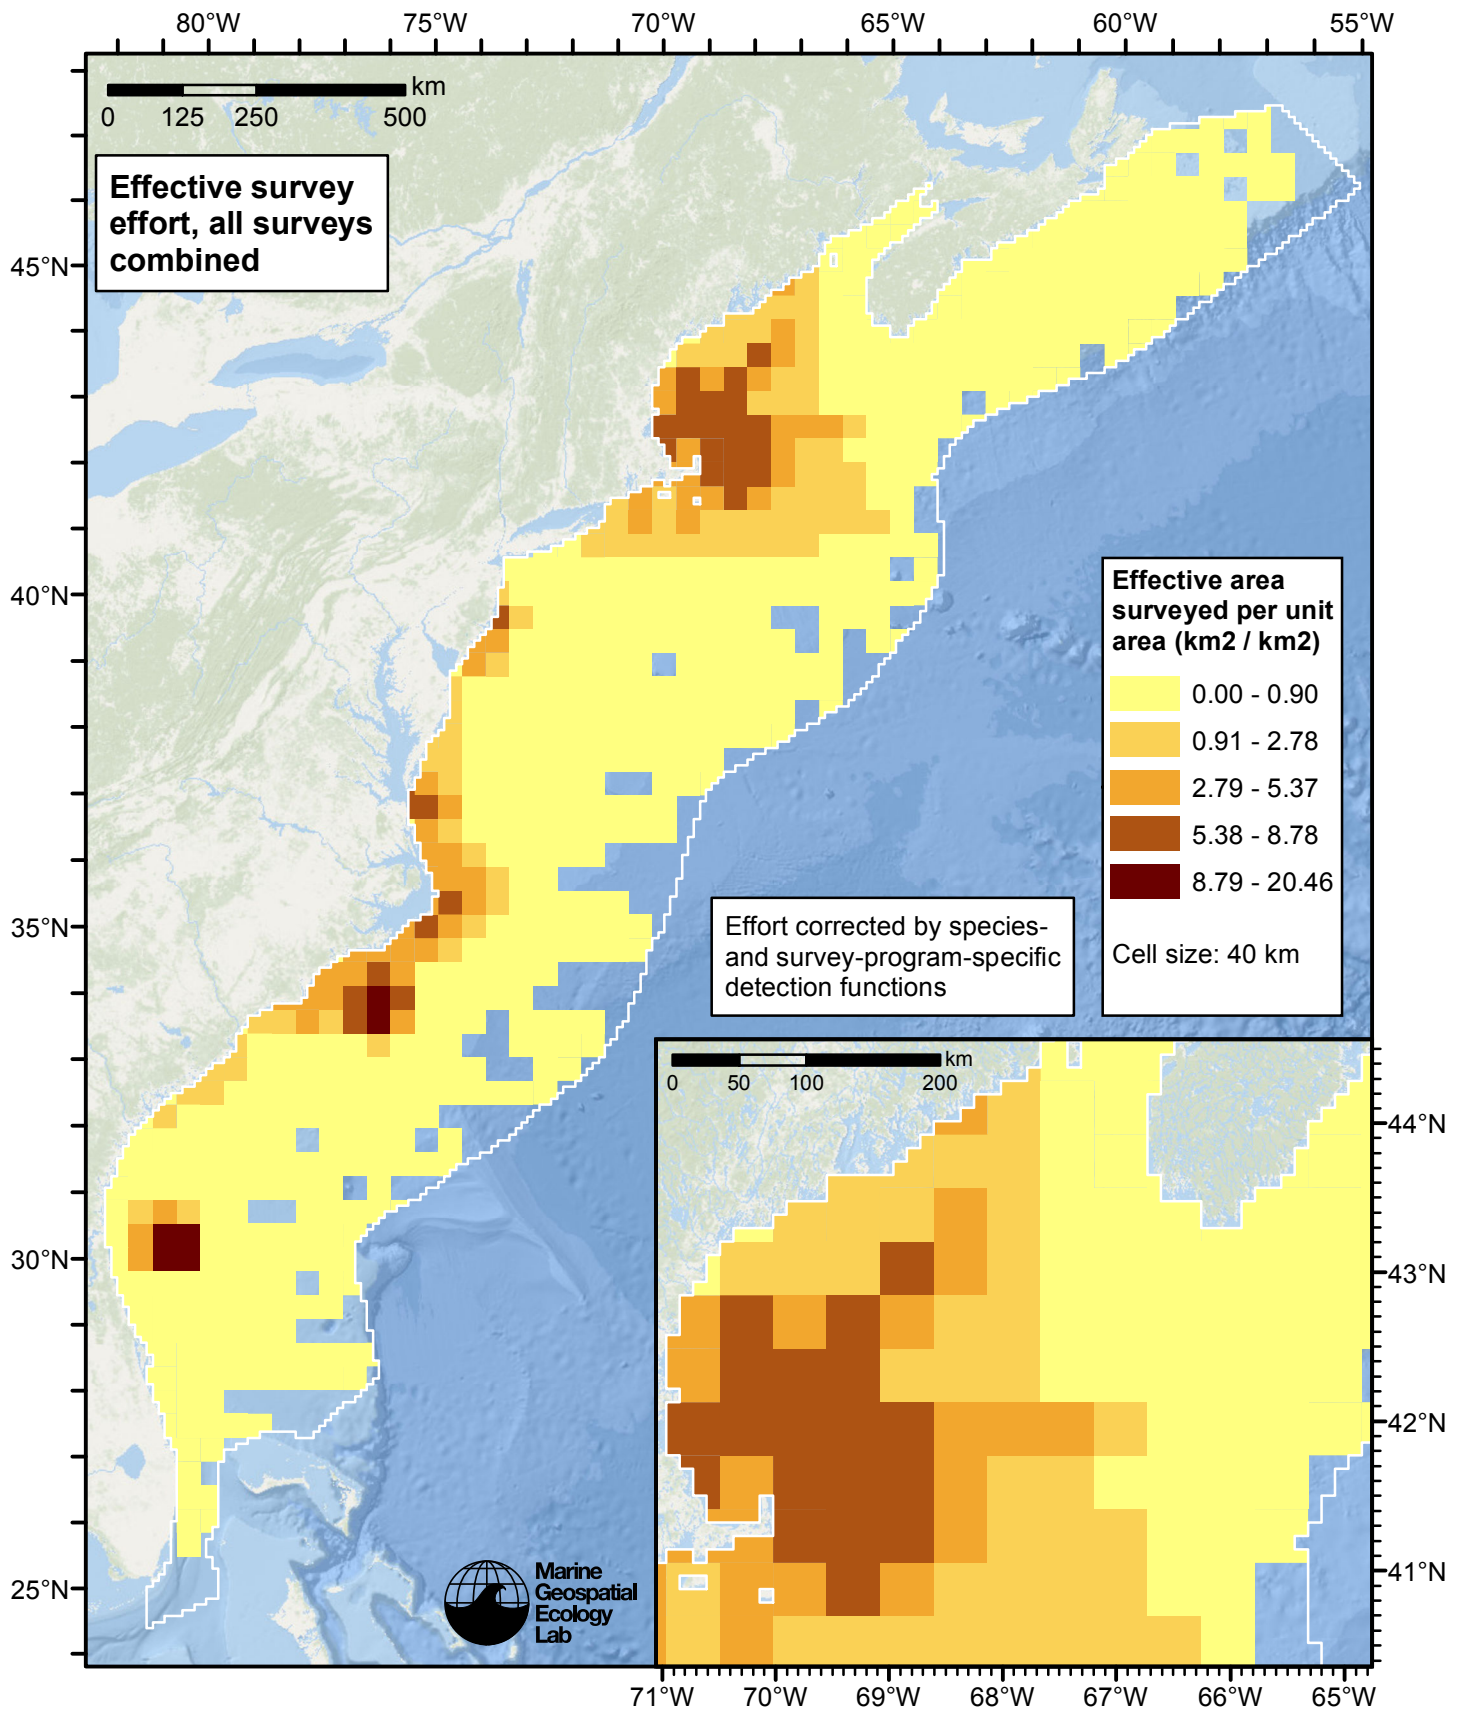 80°W 75°W 70°W 65°W 60°W 55°W
km
0 125 250 500
Effective survey
effort, all surveys
combined
45°N
40°N
35°N
30°N
25°N
Effective area
surveyed per unit
area (km2 / km2)
0.00 - 0.90
0.91 - 2.78
2.79 - 5.37
5.38 - 8.78
8.79 - 20.46
Cell size: 40 km
Effort corrected by species-
and survey-program-specific
detection functions
km
0 50 100 200
44°N
43°N
42°N
41°N
Marine
Geospatial
Ecology
Lab
71°W 70°W 69°W 68°W 67°W 66°W 65°W